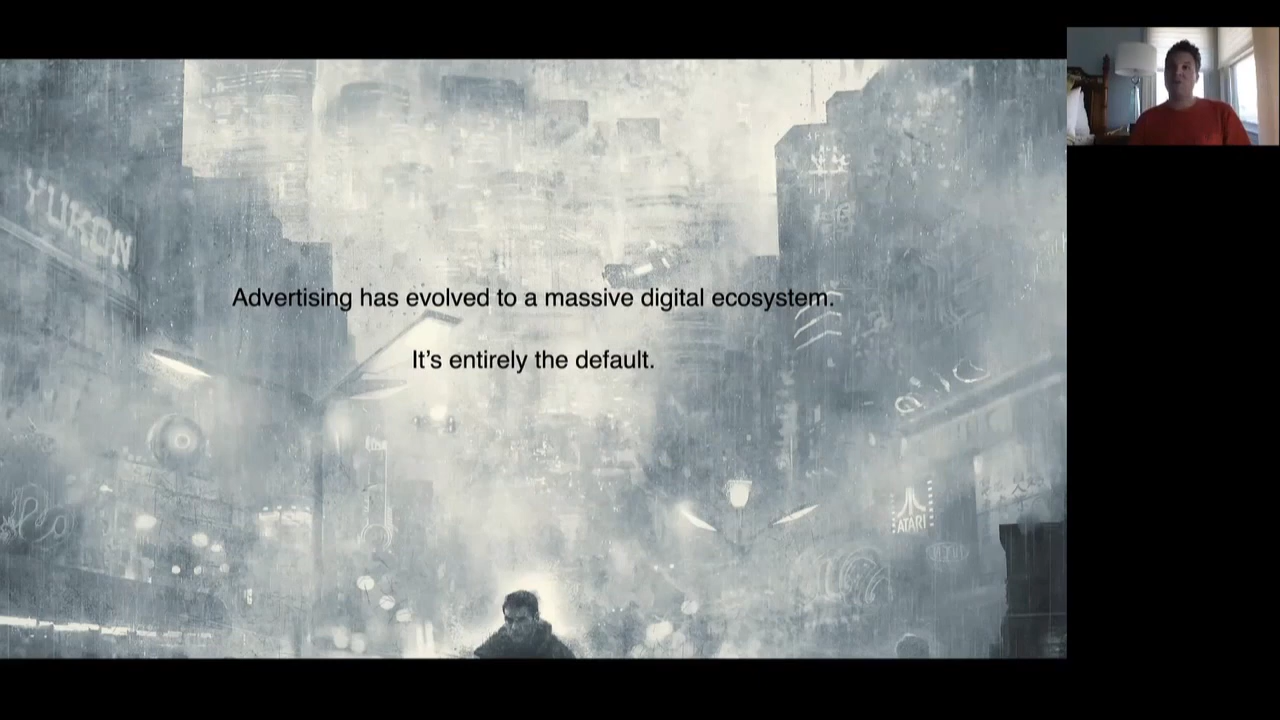 YUKON
Advertising has evolved to a massive digital ecosystem.
It’s entirely the default.
ATARI